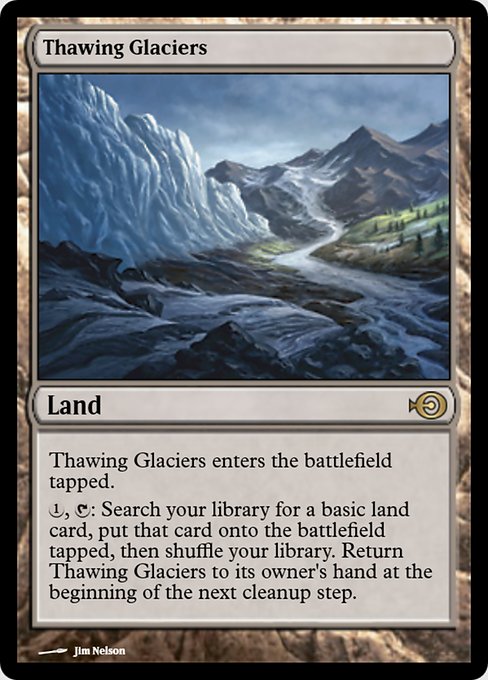 Thawing Glaciers
Land
Thawing Glaciers enters the battlefield
tapped.
1, T: Search your library for a basic land
card, put that card onto the battlefield
tapped, then shuffle your library. Return
Thawing Glaciers to its owner's hand at the
beginning of the next cleanup step.
Jim Nelson